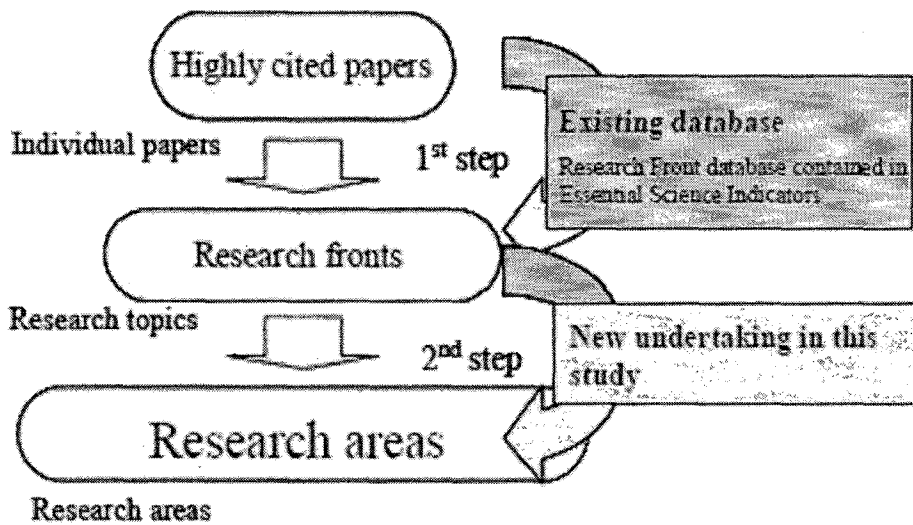 Highly cited papers
Individual papers
1st step
Existing database
Research Front database contained in
Essential Science Indicators
Research fronts
Research topics
2nd step
New undertaking in this
study
Research areas
Research areas